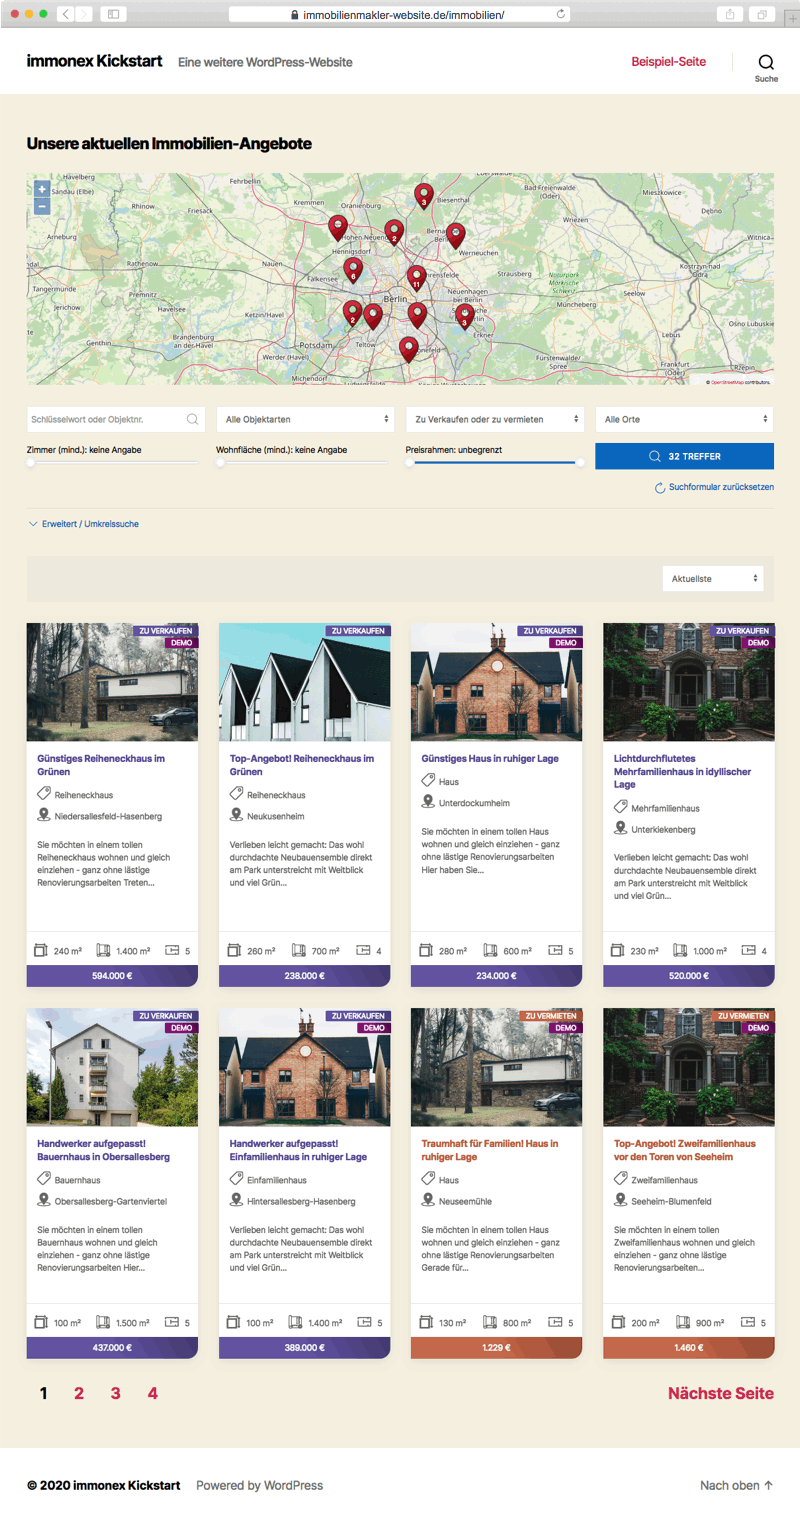 immobilienmakler-website.de/immobilien/
immonex Kickstart Eine weitere WordPress-Website Beispiel-Seite
Suche
Unsere aktuellen Immobilien-Angebote
Havelberg
Fehrbellin
Sandau (Elbe)
Rhinow
Friesack
Kremmen
Oranienburg
Biesenthal
Bad Freienwalde
(Oder)
Mieszkowice
Dębno
Wriezen
Arneburg
Hennigsdorf
Werneuchen
Witnica
Rathenow
Nauen
Falkensee
Strausberg
Naturpark
Märkische
Schweiz
Kostrzyn nad
Odrą
Tangermünde
Premnitz
Berlin
Neuenhagen
bei Berlin
Seelow
Müncheberg
Jerichow
Havelsee
Ketzin/Havel
Genthin
Brandenburg
an der Havel
Potsdam
Teltow
Erkner
Lebus
Werder (Havel)
Fürstenwalde/
Spree
Frankfurt
(Oder)
Rzepin
Michendorf
3
2
6
11
2
3
+
−
© OpenStreetMap contributors.
Schlüsselwort oder Objektnr. Alle Objektarten Zu Verkaufen oder zu vermieten Alle Orte
Zimmer (mind.): keine Angabe Wohnfläche (mind.): keine Angabe Preisrahmen: unbegrenzt
32 TREFFER
Suchformular zurücksetzen
Erweitert / Umkreissuche
Aktuellste
ZU VERKAUFEN
DEMO
Günstiges Reiheneckhaus im
Grünen
Reiheneckhaus
Niedersallesfeld-Hasenberg
Sie möchten in einem tollen
Reiheneckhaus wohnen und gleich
einziehen - ganz ohne lästige
Renovierungsarbeiten Treten...
240 m² 1.400 m² 5
594.000 €
ZU VERKAUFEN
Top-Angebot! Reiheneckhaus im
Grünen
Reiheneckhaus
Neukusenheim
Verlieben leicht gemacht: Das wohl
durchdachte Neubauensemble direkt
am Park unterstreicht mit Weitblick
und viel Grün...
260 m² 700 m² 4
238.000 €
ZU VERKAUFEN
DEMO
Günstiges Haus in ruhiger Lage
Haus
Unterdockumheim
Sie möchten in einem tollen Haus
wohnen und gleich einziehen - ganz
ohne lästige Renovierungsarbeiten
Hier haben Sie...
280 m² 600 m² 5
234.000 €
ZU VERKAUFEN
DEMO
Lichtdurchflutetes
Mehrfamilienhaus in idyllischer
Lage
Mehrfamilienhaus
Unterkiekenberg
Verlieben leicht gemacht: Das wohl
durchdachte Neubauensemble direkt
am Park unterstreicht mit Weitblick
und viel Grün...
230 m² 1.000 m² 4
520.000 €
ZU VERKAUFEN
DEMO
Handwerker aufgepasst!
Bauernhaus in Obersallesberg
Bauernhaus
Obersallesberg-Gartenviertel
Sie möchten in einem tollen
Bauernhaus wohnen und gleich
einziehen - ganz ohne lästige
Renovierungsarbeiten Hier...
100 m² 1.500 m² 5
437.000 €
ZU VERKAUFEN
DEMO
Handwerker aufgepasst!
Einfamilienhaus in ruhiger Lage
Einfamilienhaus
Hintersallesberg-Hasenberg
Verlieben leicht gemacht: Das wohl
durchdachte Neubauensemble direkt
am Park unterstreicht mit Weitblick
und viel Grün...
100 m² 1.400 m² 5
389.000 €
ZU VERMIETEN
DEMO
Traumhaft für Familien! Haus in
ruhiger Lage
Haus
Neuseemühle
Sie möchten in einem tollen Haus
wohnen und gleich einziehen - ganz
ohne lästige Renovierungsarbeiten
Gerade für...
130 m² 800 m² 5
1.229 €
ZU VERMIETEN
DEMO
Top-Angebot! Zweifamilienhaus
vor den Toren von Seeheim
Zweifamilienhaus
Seeheim-Blumenfeld
Sie möchten in einem tollen
Zweifamilienhaus wohnen und gleich
einziehen - ganz ohne lästige
Renovierungsarbeiten...
200 m² 900 m² 5
1.460 €
1 2 3 4 Nächste Seite
© 2020 immonex Kickstart Powered by WordPress Nach oben ↑